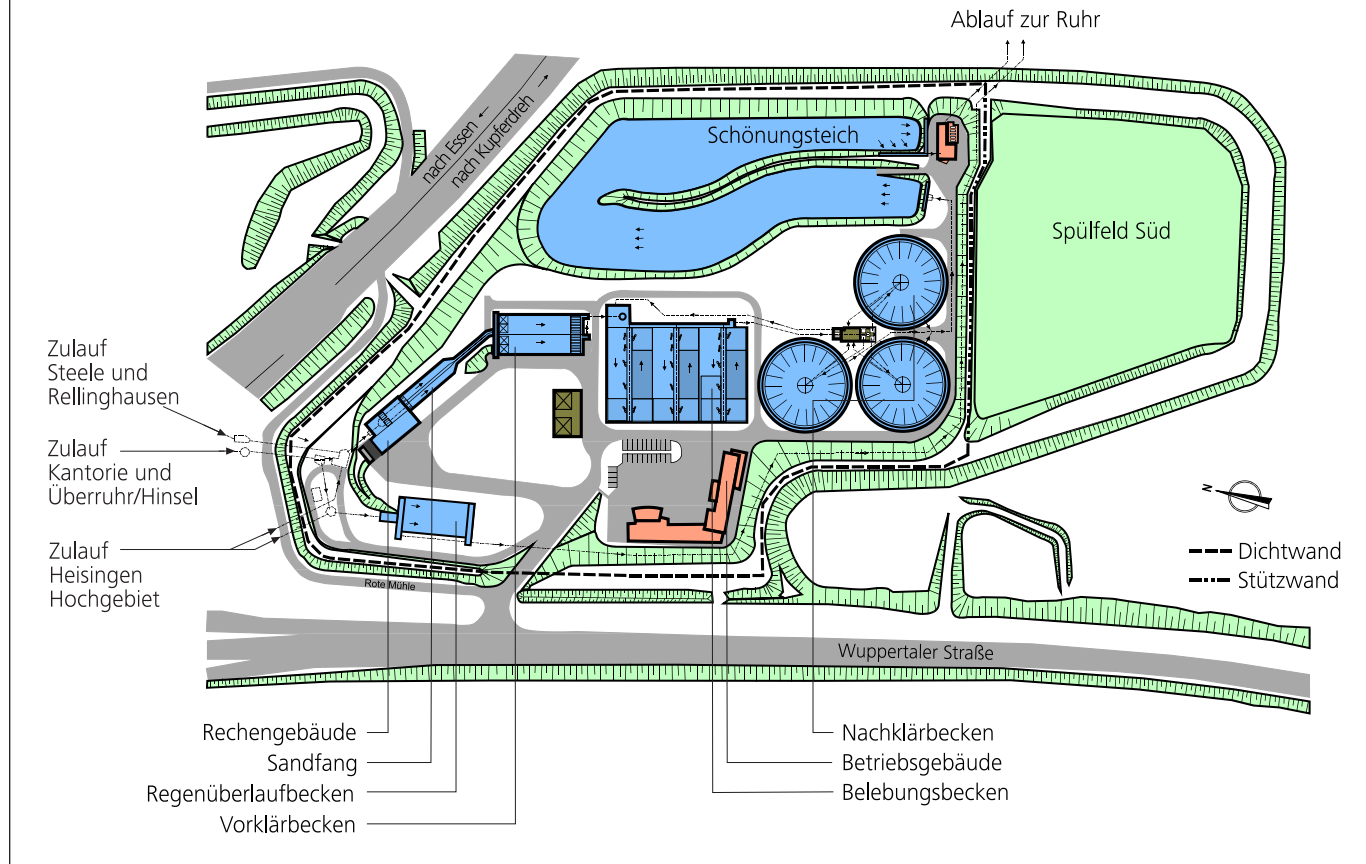 Ablauf zur Ruhr
nach Essen
nach Kupferdreh
Schönungsteich
Spülfeld Süd
Zulauf
Steele und
Rellinghausen
Zulauf
Kantorie und
Überruhr/Hinsel
Zulauf
Heisingen
Hochgebiet
N
Dichtwand
Stützwand
Rote Mühle
Wuppertaler Straße
Rechengebäude
Sandfang
Regenüberlaufbecken
Vorklärbecken
Nachklärbecken
Betriebsgebäude
Belebungsbecken